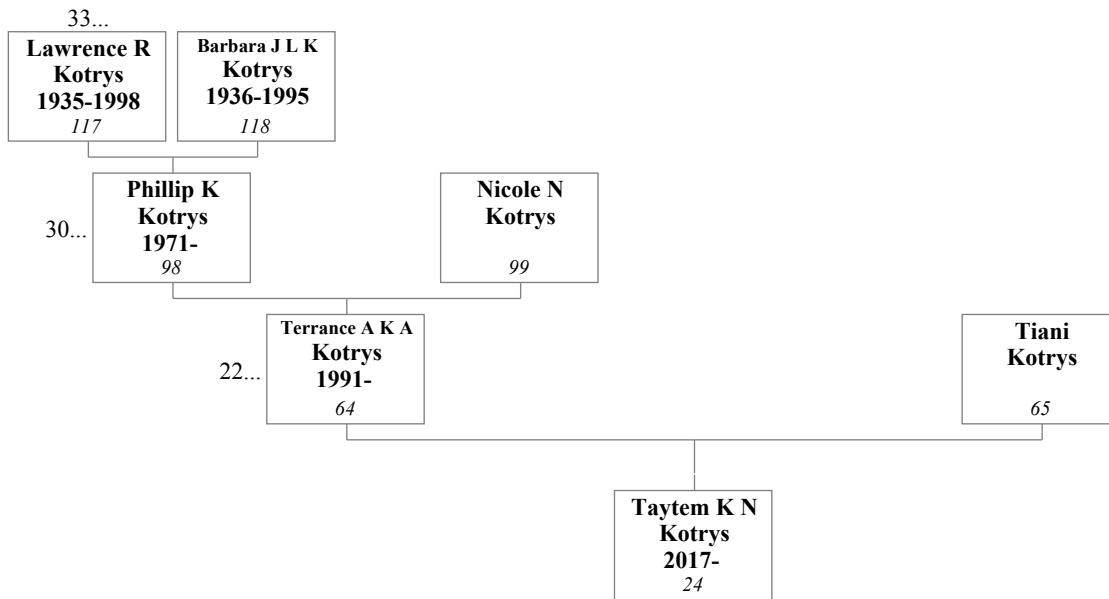 33...
Lawrence R
Kotrys
1935-1998
117
Barbara J L K
Kotrys
1936-1995
118
30...
Phillip K
Kotrys
1971-
98
Nicole N
Kotrys
99
22...
Terrance A K A
Kotrys
1991-
64
Tiani
Kotrys
65
Taytem K N
Kotrys
2017-
24